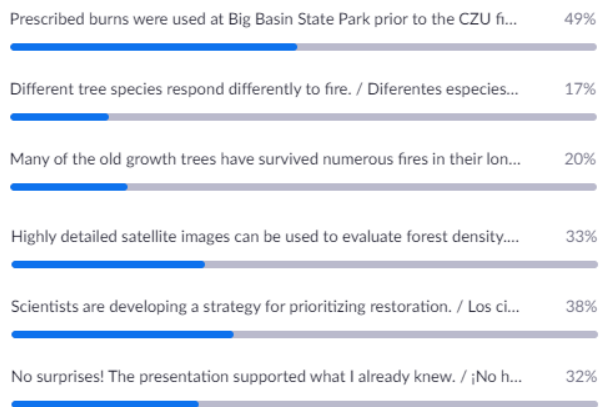 Prescribed burns were used at Big Basin State Park prior to the CZU fi... 49%
Different tree species respond differently to fire. / Diferentes especies... 17%
Many of the old growth trees have survived numerous fires in their lon... 20%
Highly detailed satellite images can be used to evaluate forest density.... 33%
Scientists are developing a strategy for prioritizing restoration. / Los ci... 38%
No surprises! The presentation supported what I already knew. / ¡No h... 32%